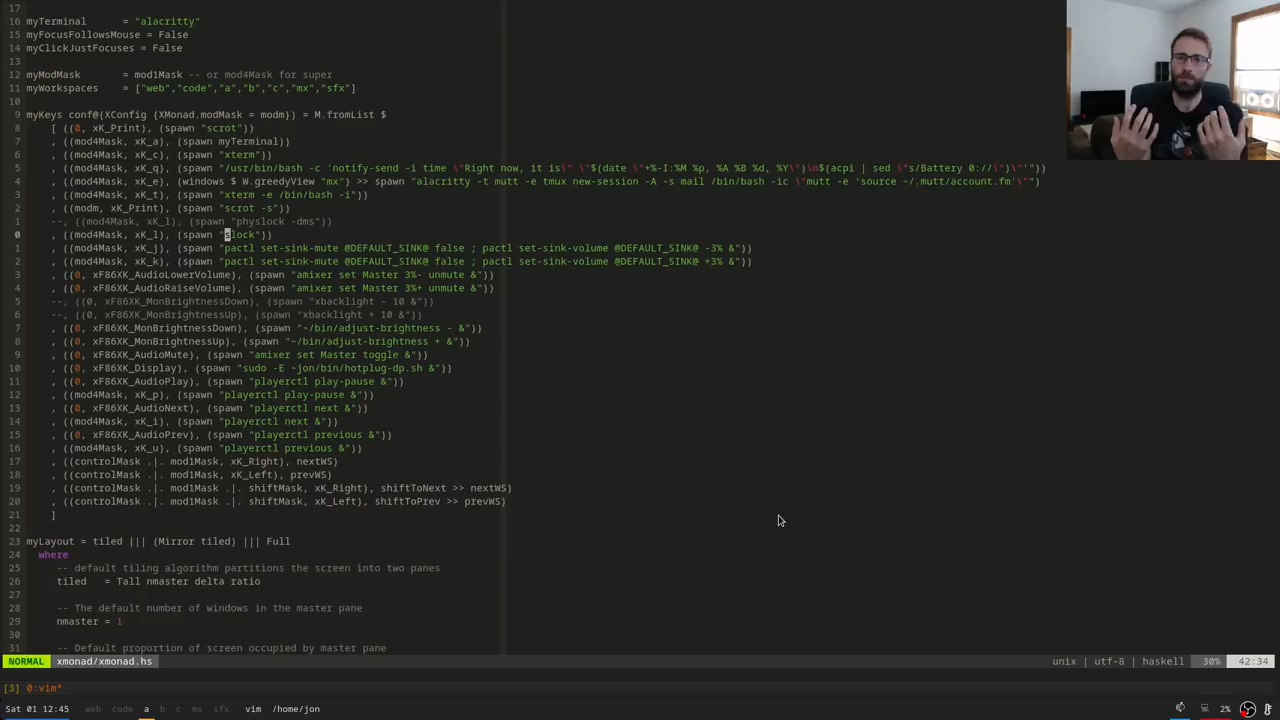 17
16 myTerminal      = "alacritty"
15 myFocusFollowsMouse = False
14 myClickJustFocuses = False
13
12 myModMask       = mod1Mask -- or mod4Mask for super
11 myWorkspaces    = ["web","code","a","b","c","mx","sfx"]
10
9 myKeys conf@(XConfig {XMonad.modMask = modm}) = M.fromList $
8     [ ((0, xK_Print), (spawn "scrot"))
7     , ((mod4Mask, xK_a), (spawn myTerminal))
6     , ((mod4Mask, xK_c), (spawn "xterm"))
5     , ((mod4Mask, xK_q), (spawn "/usr/bin/bash -c 'notify-send -i time \"Right now, it is\" \"$(date \"+%-I:%M %p, %A %B %d, %Y\")\n$(acpi | sed \"s/Battery 0://\")\"'"))
4     , ((mod4Mask, xK_e), (windows $ W.greedyView "mx") >> spawn "alacritty -t mutt -e tmux new-session -A -s mail /bin/bash -ic \"mutt -e 'source ~/.mutt/account.fm'\"")
3     , ((mod4Mask, xK_t), (spawn "xterm -e /bin/bash -i"))
2     , ((modm, xK_Print), (spawn "scrot -s"))
1     --, ((mod4Mask, xK_l), (spawn "physlock -dms"))
0     , ((mod4Mask, xK_l), (spawn "slock"))
1     , ((mod4Mask, xK_j), (spawn "pactl set-sink-mute @DEFAULT_SINK@ false ; pactl set-sink-volume @DEFAULT_SINK@ -3% &"))
2     , ((mod4Mask, xK_k), (spawn "pactl set-sink-mute @DEFAULT_SINK@ false ; pactl set-sink-volume @DEFAULT_SINK@ +3% &"))
3     , ((0, xF86XK_AudioLowerVolume), (spawn "amixer set Master 3%- unmute &"))
4     , ((0, xF86XK_AudioRaiseVolume), (spawn "amixer set Master 3%+ unmute &"))
5     --, ((0, xF86XK_MonBrightnessDown), (spawn "xbacklight - 10 &"))
6     --, ((0, xF86XK_MonBrightnessUp), (spawn "xbacklight + 10 &"))
7     , ((0, xF86XK_MonBrightnessDown), (spawn "~/bin/adjust-brightness - &"))
8     , ((0, xF86XK_MonBrightnessUp), (spawn "~/bin/adjust-brightness + &"))
9     , ((0, xF86XK_AudioMute), (spawn "amixer set Master toggle &"))
10     , ((0, xF86XK_Display), (spawn "sudo -E ~jon/bin/hotplug-dp.sh &"))
11     , ((0, xF86XK_AudioPlay), (spawn "playerctl play-pause &"))
12     , ((mod4Mask, xK_p), (spawn "playerctl play-pause &"))
13     , ((0, xF86XK_AudioNext), (spawn "playerctl next &"))
14     , ((mod4Mask, xK_i), (spawn "playerctl next &"))
15     , ((0, xF86XK_AudioPrev), (spawn "playerctl previous &"))
16     , ((mod4Mask, xK_u), (spawn "playerctl previous &"))
17     , ((controlMask .|. mod1Mask, xK_Right), nextWS)
18     , ((controlMask .|. mod1Mask, xK_Left), prevWS)
19     , ((controlMask .|. mod1Mask .|. shiftMask, xK_Right), shiftToNext >> nextWS)
20     , ((controlMask .|. mod1Mask .|. shiftMask, xK_Left), shiftToPrev >> prevWS)
21     ]
22
23 myLayout = tiled ||| (Mirror tiled) ||| Full
24   where
25      -- default tiling algorithm partitions the screen into two panes
26      tiled   = Tall nmaster delta ratio
27
28      -- The default number of windows in the master pane
29      nmaster = 1
30
31      -- Default proportion of screen occupied by master pane
NORMAL xmonad/xmonad.hs unix | utf-8 | haskell 30% 42:34
[3] 0:vim*
Sat 01 12:45 web code a b c mx sfx vim /home/jon 2%